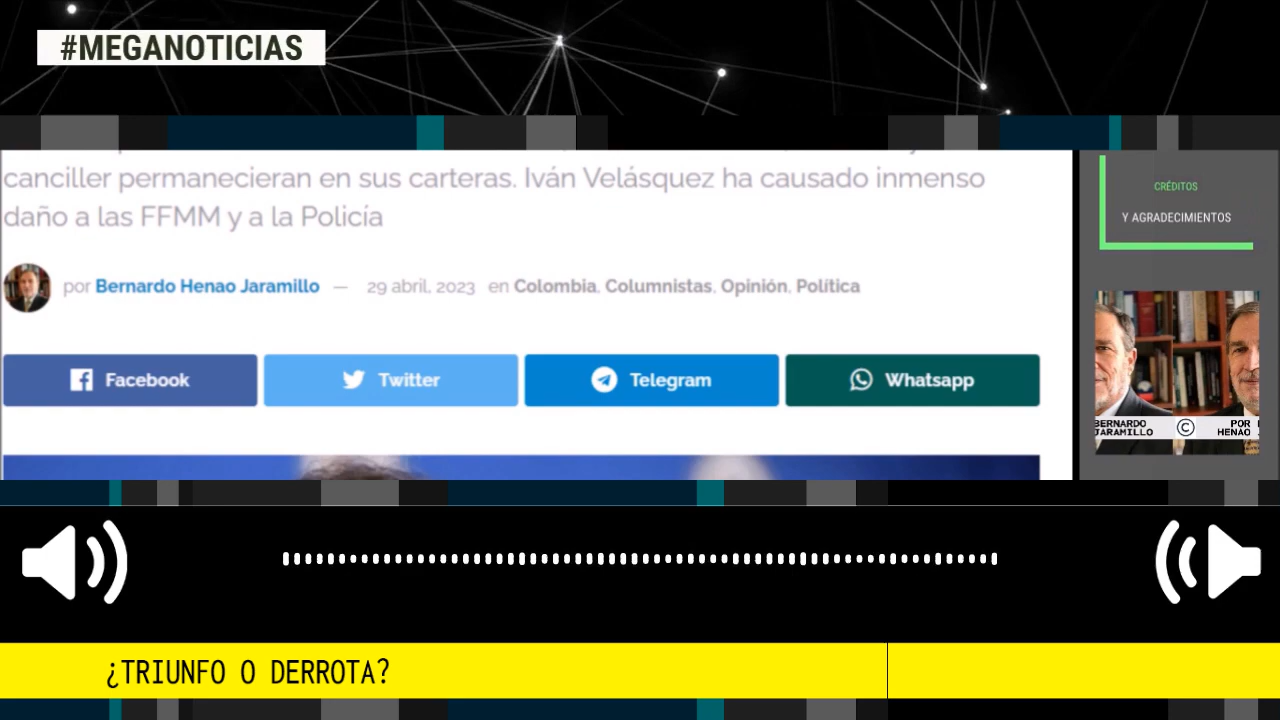 #MEGANOTICIAS
canciller permanecieran en sus carteras. Iván Velásquez ha causado inmenso
daño a las FFMM y a la Policía
por Bernardo Henao Jaramillo — 29 abril, 2023 en Colombia, Columnistas, Opinión, Política
Facebook
Twitter
Telegram
Whatsapp
CRÉDITOS
Y AGRADECIMIENTOS
BERNARDO
JARAMILLO
©
POR
HENAO
¿TRIUNFO O DERROTA?